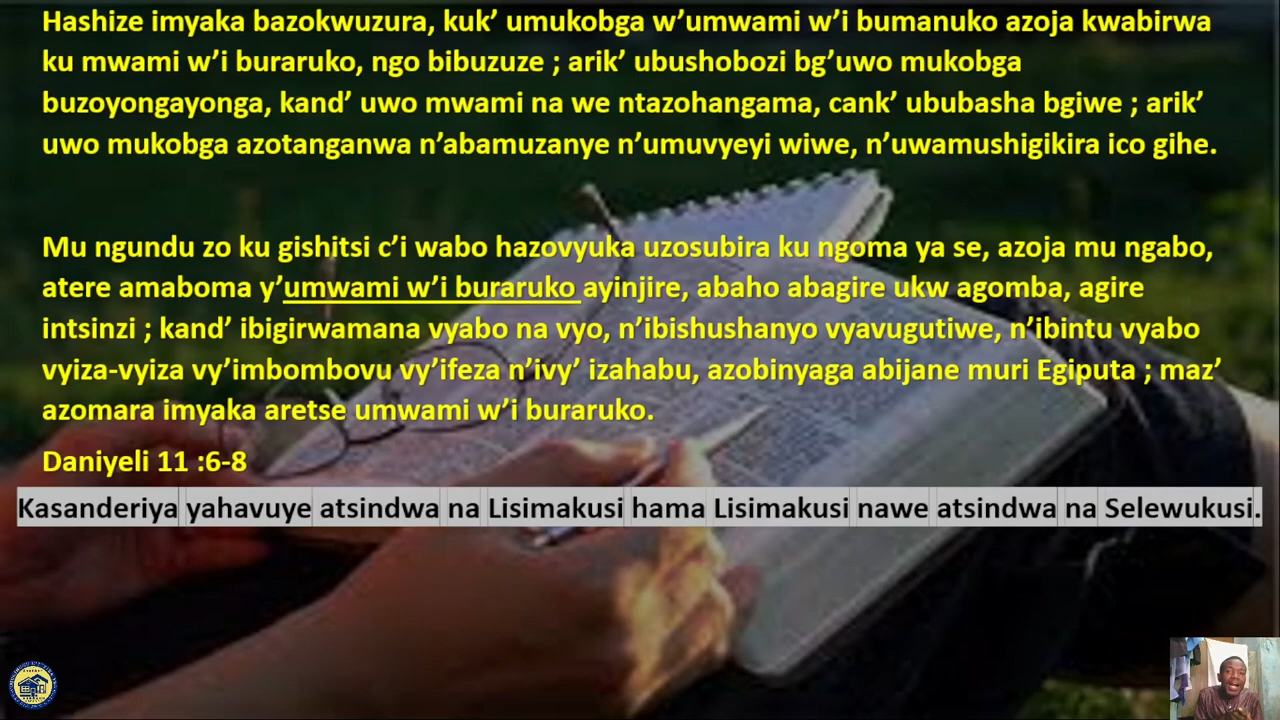 Hashize imyaka bazokwuzura, kuk’ umukobga w’umwami w’i bumanuko azoja kwabirwa
ku mwami w’i buraruko, ngo bibuzuze ; arik’ ubushobozi bg’uwo mukobga
buzoyongayonga, kand’ uwo mwami na we ntazohangama, cank’ ububasha bgiwe ; arik’
uwo mukobga azotanganwa n’abamuzanye n’umuvyeyi wiwe, n’uwamushigikira ico gihe.
Mu ngundu zo ku gishitsi c’i wabo hazovyuka uzosubira ku ngoma ya se, azoja mu ngabo,
atere amaboma y’umwami w’i buraruko ayinjire, abaho abagire ukw agomba, agire
intsinzi ; kand’ ibigirwamana vyabo na vyo, n’ibishushanyo vyavugutiwe, n’ibintu vyabo
vyiza-vyiza vy’imbombovu vy’ifeza n’ivy’ izahabu, azobinyaga abijane muri Egiputa ; maz’
azomara imyaka aretse umwami w’i buraruko.
Daniyeli 11 :6-8
Kasanderiya yahavuye atsindwa na Lisimakusi hama Lisimakusi nawe atsindwa na Selewukusi.